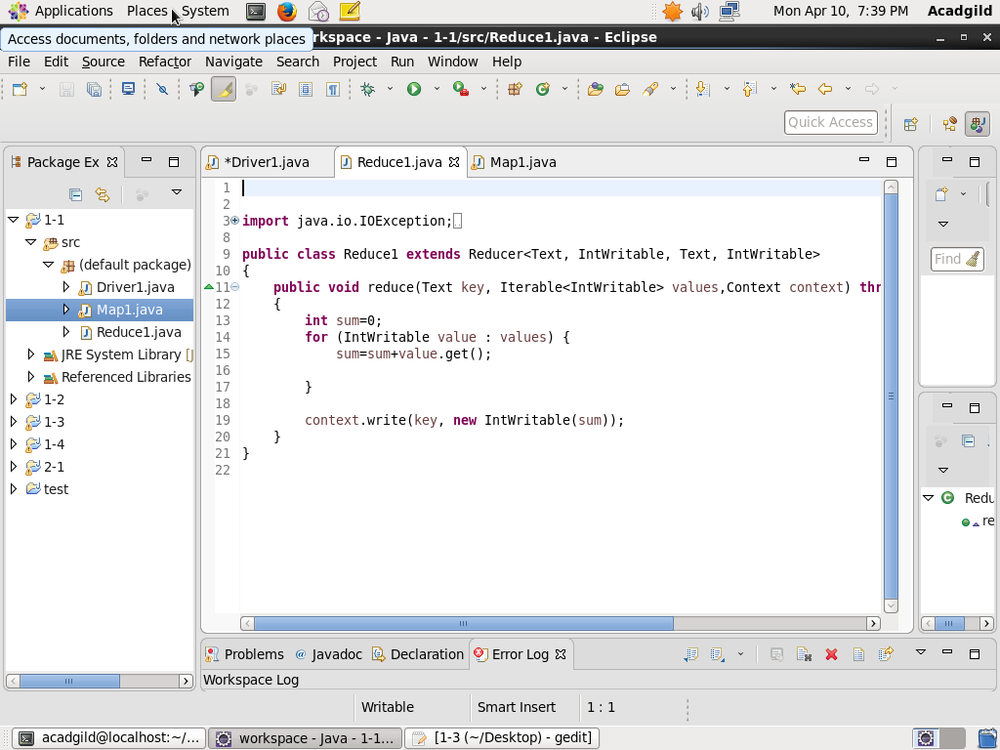 Applications Places System Mon Apr 10, 7:39 PM Acadgild
Access documents, folders and network places
rkspace - Java - 1-1/src/Reduce1.java - Eclipse
File Edit Source Refactor Navigate Search Project Run Window Help
Quick Access
Package Ex
*Driver1.java Reduce1.java Map1.java
1-1
src
(default package)
Driver1.java
Map1.java
Reduce1.java
JRE System Library [J
Referenced Libraries
1-2
1-3
1-4
2-1
test
1
2
3 import java.io.IOException;
8
9 public class Reduce1 extends Reducer<Text, IntWritable, Text, IntWritable>
10 {
11 public void reduce(Text key, Iterable<IntWritable> values,Context context) thr
12 {
13 int sum=0;
14 for (IntWritable value : values) {
15 sum=sum+value.get();
16
17 }
18
19 context.write(key, new IntWritable(sum));
20 }
21 }
22
Find
Redu
re
Problems @ Javadoc Declaration Error Log
Workspace Log
Writable Smart Insert 1 : 1
acadgild@localhost:~/... workspace - Java - 1-1... [1-3 (~/Desktop) - gedit]